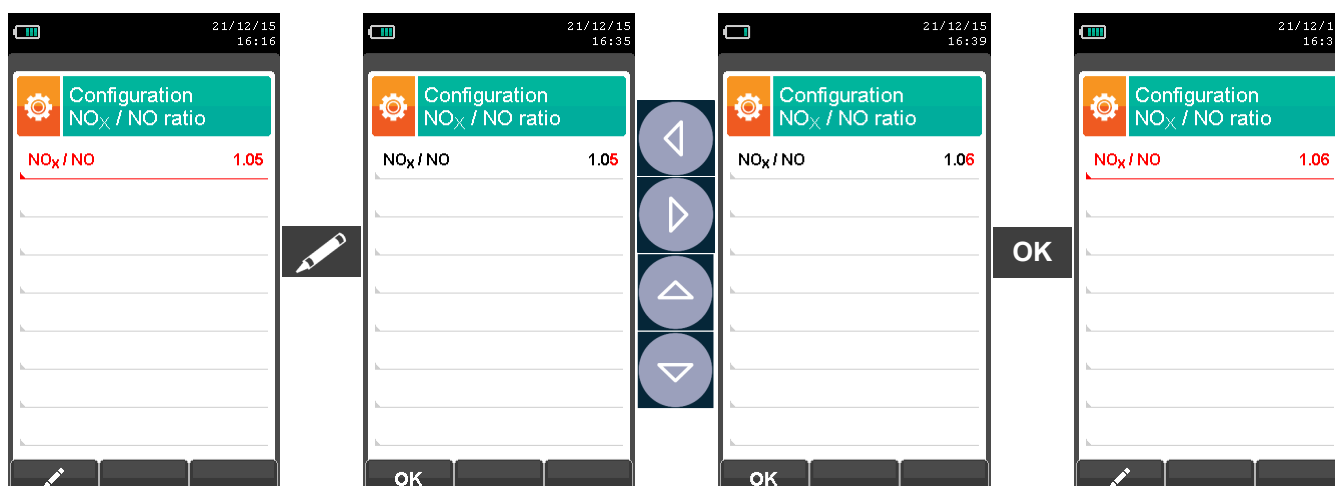 21/12/15
16:16
Configuration
NOX / NO ratio
NOX / NO 1.05
21/12/15
16:35
Configuration
NOX / NO ratio
NOX / NO 1.05
OK
21/12/15
16:39
Configuration
NOX / NO ratio
NOX / NO 1.06
OK
OK
21/12/1
16:3
Configuration
NOX / NO ratio
NOX / NO 1.06